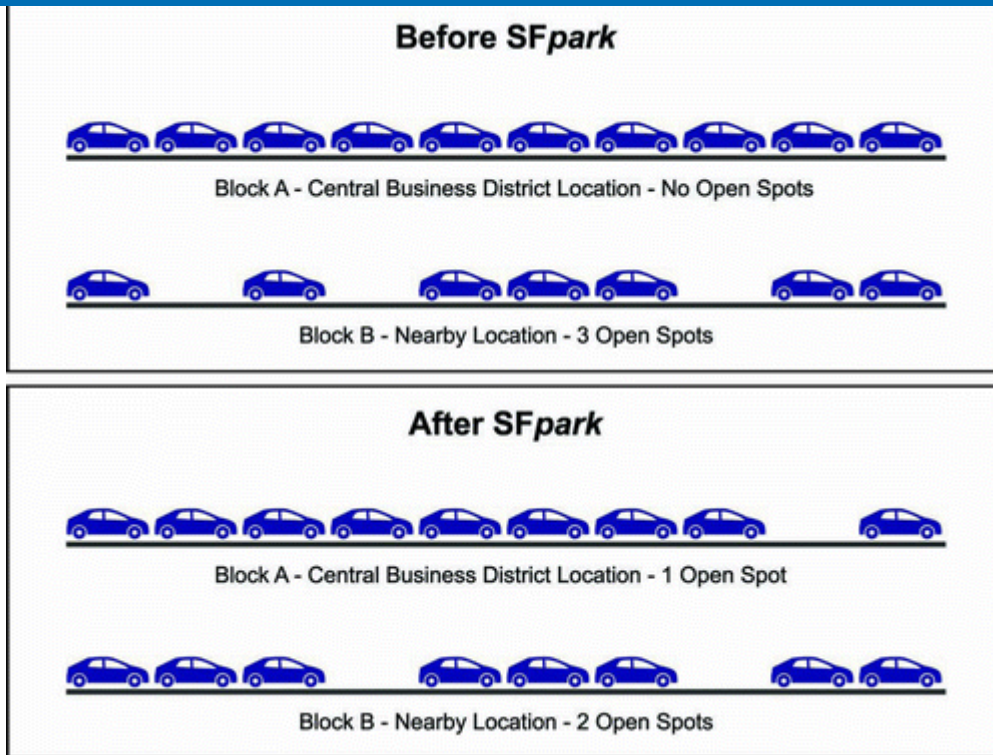 Before SFpark
Block A - Central Business District Location - No Open Spots
Block B - Nearby Location - 3 Open Spots
After SFpark
Block A - Central Business District Location - 1 Open Spot
Block B - Nearby Location - 2 Open Spots